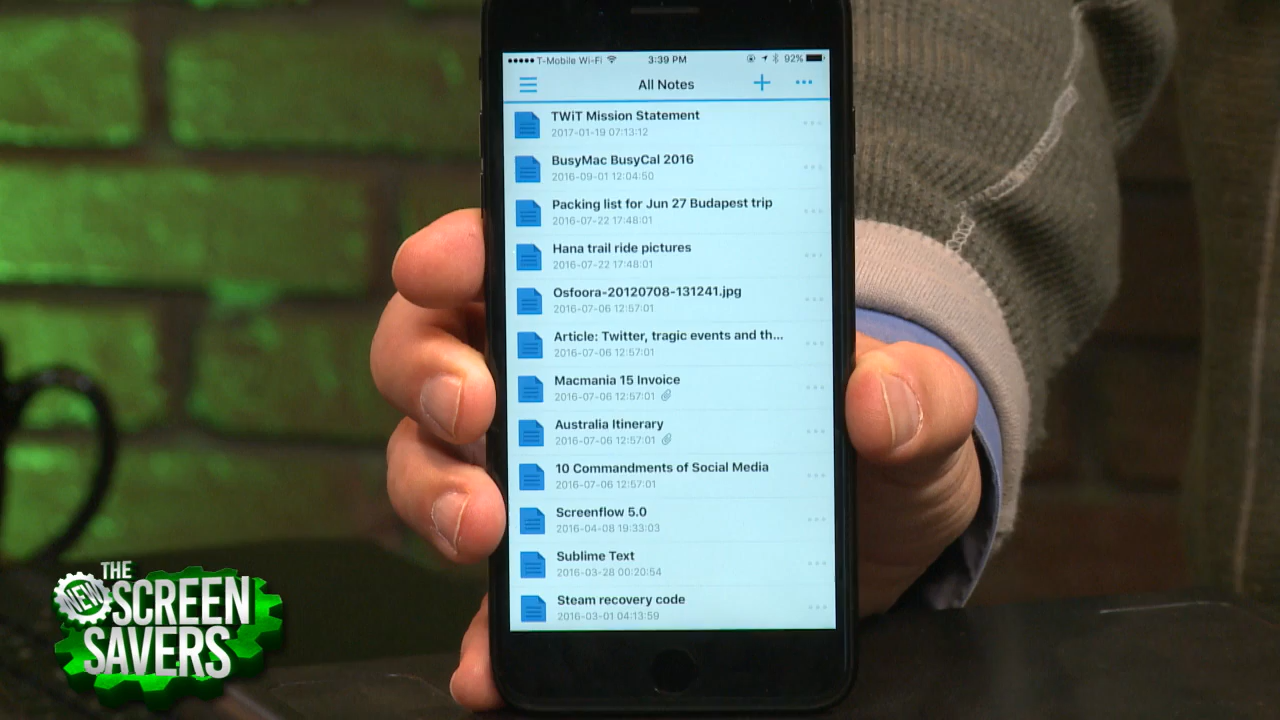 ●●●●● T-Mobile Wi-Fi 3:39 PM 92%
All Notes
TWiT Mission Statement
2017-01-19 07:13:12
BusyMac BusyCal 2016
2016-09-01 12:04:50
Packing list for Jun 27 Budapest trip
2016-07-22 17:48:01
Hana trail ride pictures
2016-07-22 17:48:01
Osfoora-20120708-131241.jpg
2016-07-06 12:57:01
Article: Twitter, tragic events and th...
2016-07-06 12:57:01
Macmania 15 Invoice
2016-07-06 12:57:01
Australia Itinerary
2016-07-06 12:57:01
10 Commandments of Social Media
2016-07-06 12:57:01
Screenflow 5.0
2016-04-08 19:33:03
Sublime Text
2016-03-28 00:20:54
Steam recovery code
2016-03-01 04:13:59
THE
NEW SCREEN
SAVERS